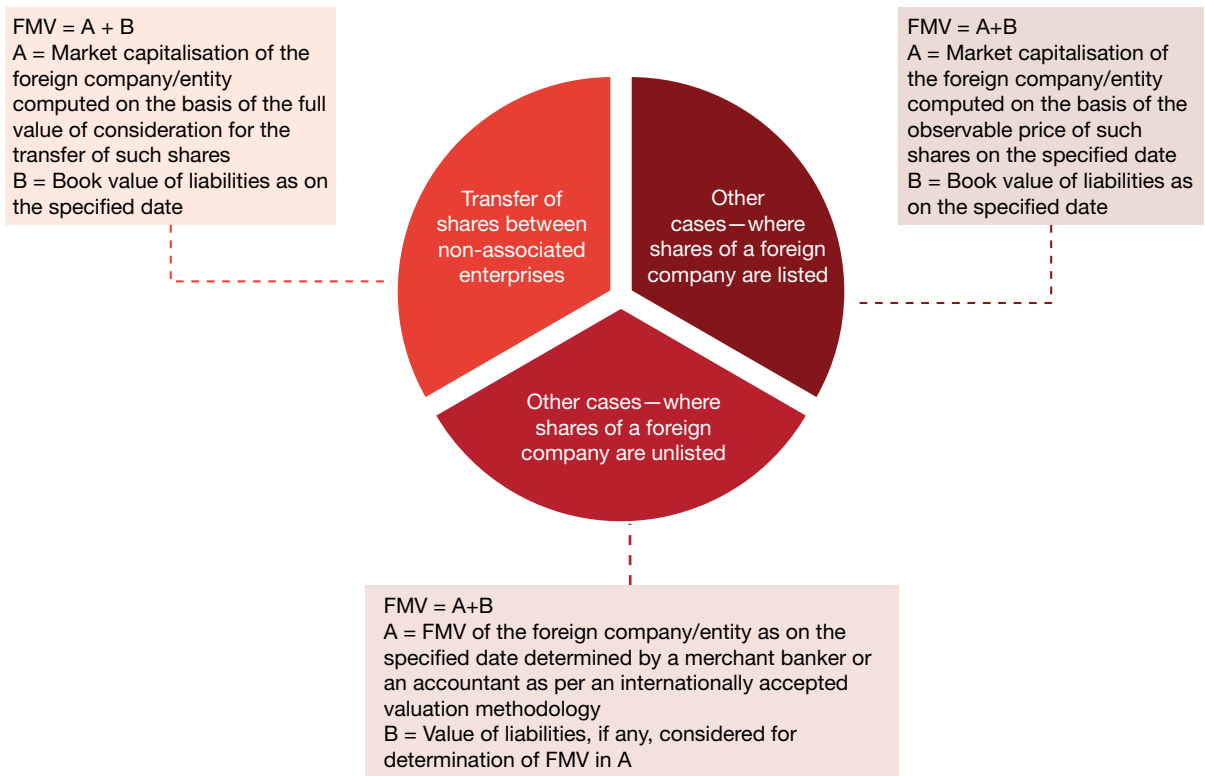 FMV = A + B
A = Market capitalisation of the
foreign company/entity
computed on the basis of the full
value of consideration for the
transfer of such shares
B = Book value of liabilities as on
the specified date
FMV = A+B
A = Market capitalisation of
the foreign company/entity
computed on the basis of the
observable price of such
shares on the specified date
B = Book value of liabilities as
on the specified date
Transfer of
shares between
non-associated
enterprises
Other
cases—where
shares of a foreign
company are listed
Other cases—where
shares of a foreign
company are unlisted
FMV = A+B
A = FMV of the foreign company/entity as on the
specified date determined by a merchant banker or
an accountant as per an internationally accepted
valuation methodology
B = Value of liabilities, if any, considered for
determination of FMV in A